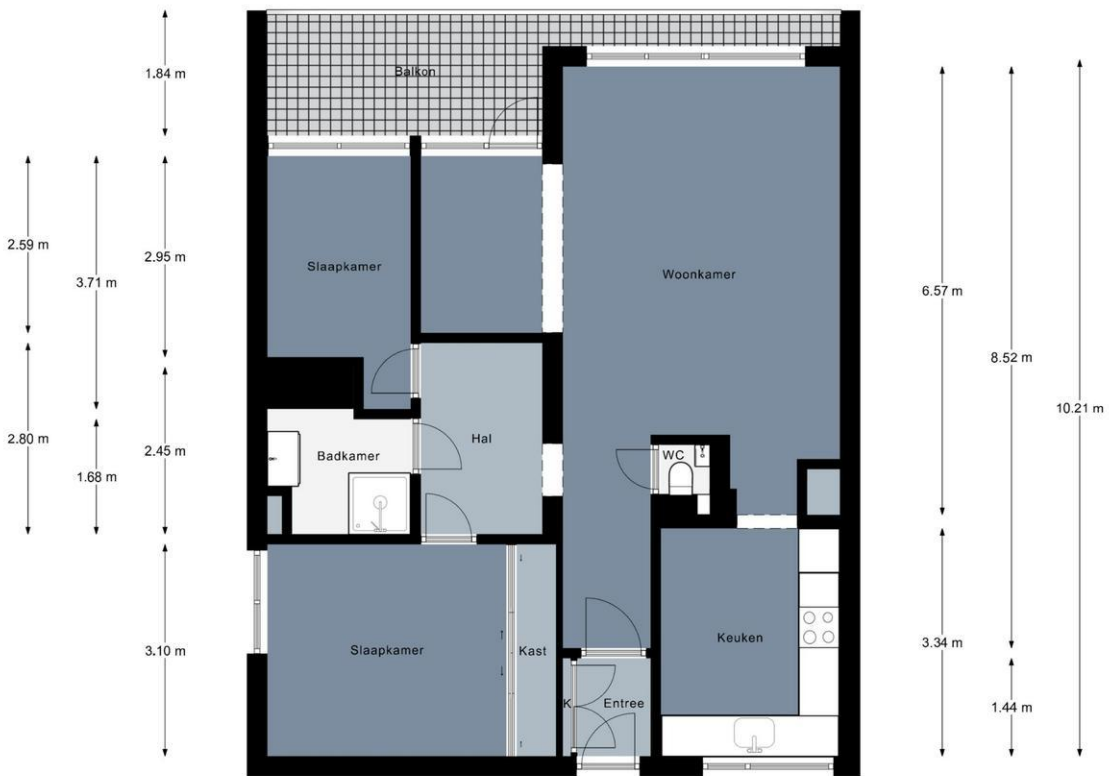 1.84 m
Balkon
2.59 m
3.71 m
2.95 m
Slaapkamer
Woonkamer
6.57 m
8.52 m
10.21 m
2.80 m
1.68 m
2.45 m
Badkamer
Hal
WC
3.10 m
Slaapkamer
Kast
Keuken
3.34 m
K
Entree
1.44 m